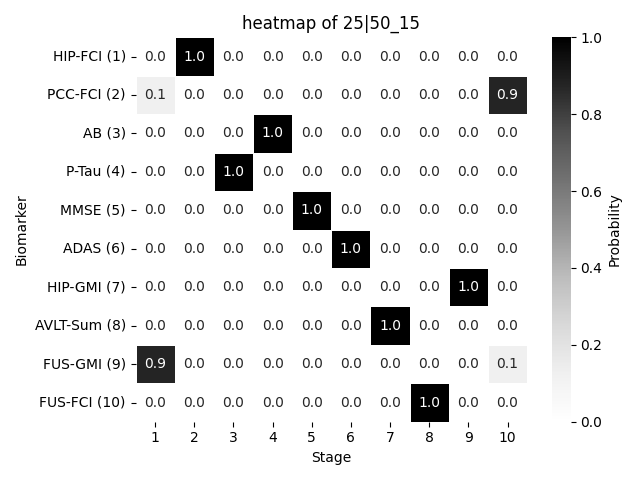 heatmap of 25|50_15
HIP-FCI (1) 0.0 1.0 0.0 0.0 0.0 0.0 0.0 0.0 0.0 0.0
PCC-FCI (2) 0.1 0.0 0.0 0.0 0.0 0.0 0.0 0.0 0.0 0.9
AB (3) 0.0 0.0 0.0 1.0 0.0 0.0 0.0 0.0 0.0 0.0
P-Tau (4) 0.0 0.0 1.0 0.0 0.0 0.0 0.0 0.0 0.0 0.0
MMSE (5) 0.0 0.0 0.0 0.0 1.0 0.0 0.0 0.0 0.0 0.0
ADAS (6) 0.0 0.0 0.0 0.0 0.0 1.0 0.0 0.0 0.0 0.0
HIP-GMI (7) 0.0 0.0 0.0 0.0 0.0 0.0 0.0 0.0 1.0 0.0
AVLT-Sum (8) 0.0 0.0 0.0 0.0 0.0 0.0 1.0 0.0 0.0 0.0
FUS-GMI (9) 0.9 0.0 0.0 0.0 0.0 0.0 0.0 0.0 0.0 0.1
FUS-FCI (10) 0.0 0.0 0.0 0.0 0.0 0.0 0.0 1.0 0.0 0.0
1 2 3 4 5 6 7 8 9 10
Stage
Biomarker
1.0
0.8
0.6
0.4
0.2
0.0
Probability